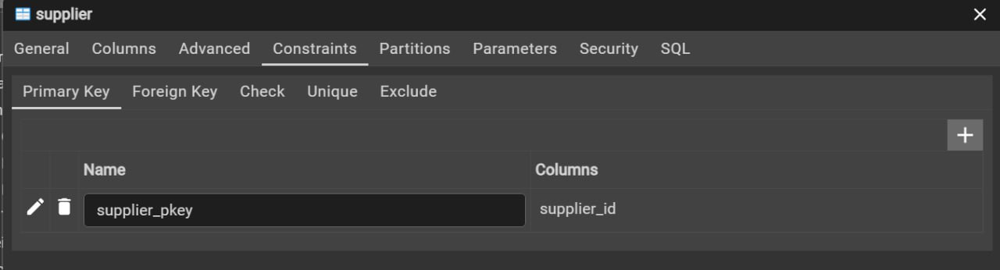 supplier
General Columns Advanced Constraints Partitions Parameters Security SQL
Primary Key Foreign Key Check Unique Exclude
Name Columns
supplier_pkey supplier_id